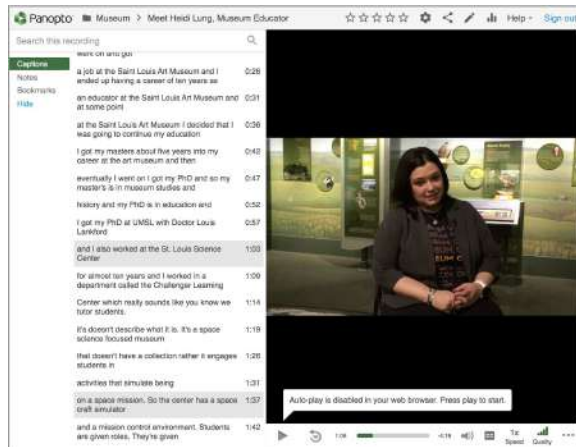 Panopto Museum > Meet Heidi Lung, Museum Educator
Help
Sign out
Search this recording
Captions
Notes
Bookmarks
Hide
went on and got
a job at the Saint Louis Art Museum and I 0:26
ended up having a career of ten years as
an educator at the Saint Louis Art Museum and 0:31
at some point
at the Saint Louis Art Museum I decided that I 0:36
was going to continue my education
I got my masters about five years into my 0:42
career at the art museum and then
eventually I went on I got my PhD and so my 0:47
master's is in museum studies and
history and my PhD is in education and 0:52
I got my PhD at UMSL with Doctor Louis 0:57
Lankford
and I also worked at the St. Louis Science 1:03
Center
for almost ten years and I worked in a 1:09
department called the Challenger Learning
Center which really sounds like you know we 1:14
tutor students.
it's doesn't describe what it is. It's a space 1:19
science focused museum
that doesn't have a collection rather it engages 1:26
students in
activities that simulate being 1:31
on a space mission. So the center has a space 1:37
craft simulator
and a mission control environment. Students 1:42
are given roles. They're given
Auto-play is disabled in your web browser. Press play to start.
1:08
-4:19
1x
Speed
Quality